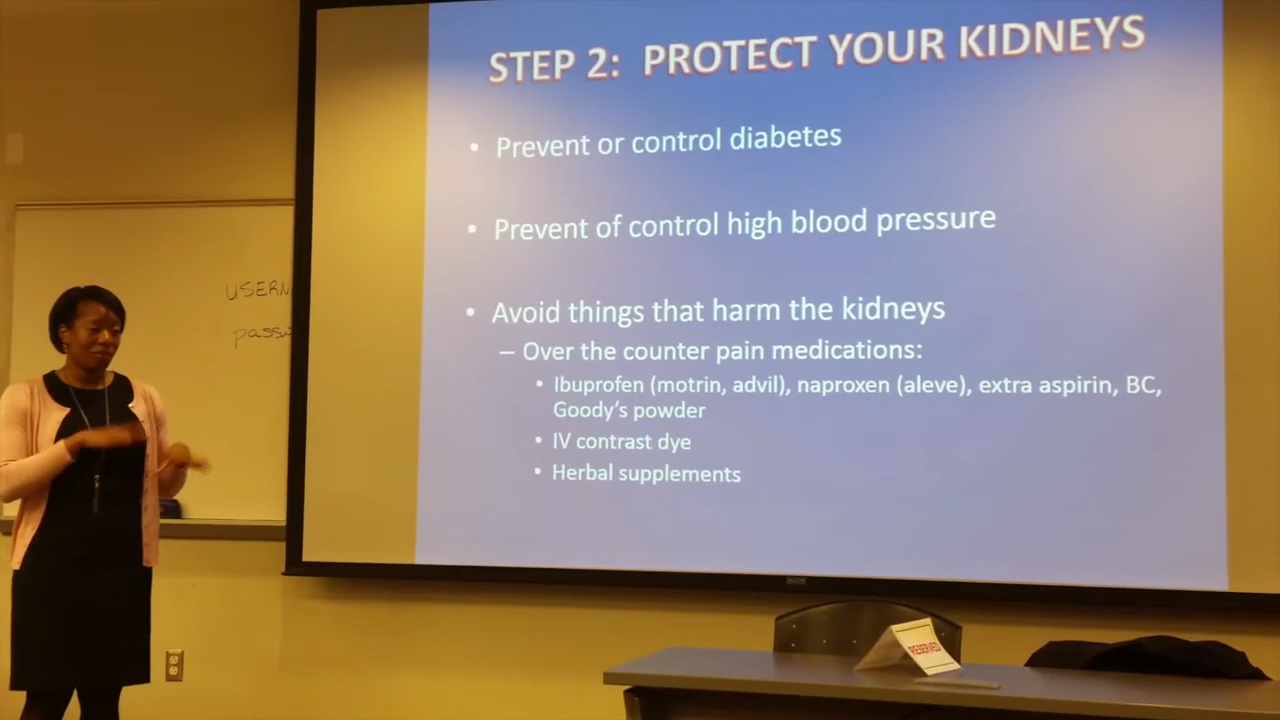 STEP 2: PROTECT YOUR KIDNEYS
• Prevent or control diabetes
• Prevent of control high blood pressure
• Avoid things that harm the kidneys
– Over the counter pain medications:
• Ibuprofen (motrin, advil), naproxen (aleve), extra aspirin, BC,
Goody's powder
• IV contrast dye
• Herbal supplements
USERN
passw
RESERVED